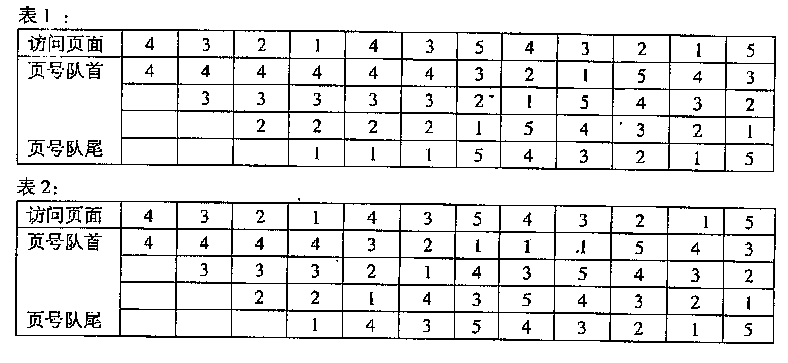 表1：
访问页面 4 3 2 1 4 3 5 4 3 2 1 5
页号队首 4 4 4 4 4 4 3 2 1 5 4 3
3 3 3 3 3 2 1 5 4 3 2
2 2 2 2 1 5 4 3 2 1
页号队尾 1 1 1 5 4 3 2 1 5
表2：
访问页面 4 3 2 1 4 3 5 4 3 2 1 5
页号队首 4 4 4 4 3 2 1 1 1 5 4 3
3 3 3 2 1 4 3 5 4 3 2
2 2 1 4 3 5 4 3 2 1
页号队尾 1 4 3 5 4 3 2 1 5